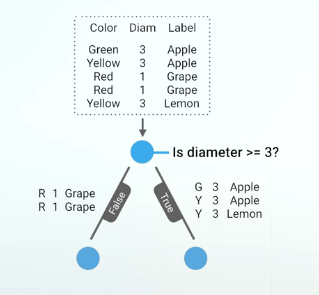 Color Diam Label
Green 3 Apple
Yellow 3 Apple
Red 1 Grape
Red 1 Grape
Yellow 3 Lemon
Is diameter >= 3?
R 1 Grape
R 1 Grape
False
True
G 3 Apple
Y 3 Apple
Y 3 Lemon